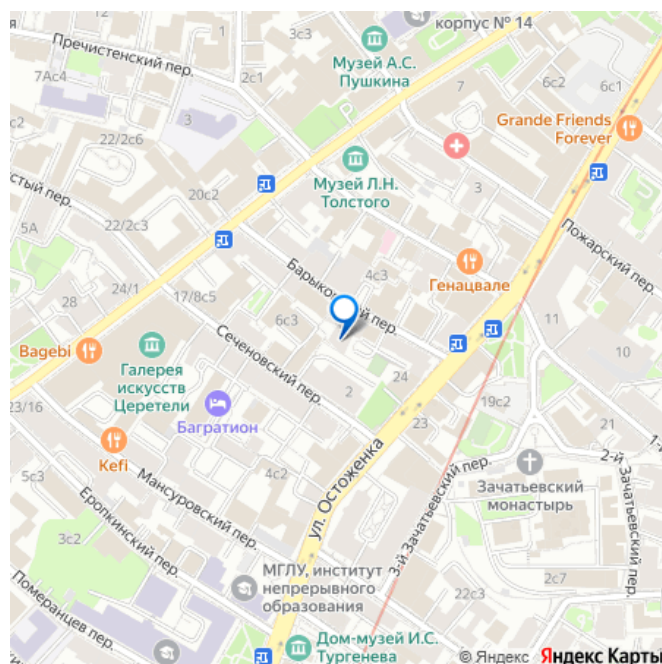 корпус № 14
Пречистенский пер.
Музей А.С.
Пушкина
7Ас4
2с1
7
6с2
6с1
3
Grande Friends
Forever
22/2с6
Музей Л.Н.
Толстого
3
20с2
стый пер.
22/2с3
5А
Пожарский пер.
4с3
Генацвале
Барыковский пер.
28
24/1
17/8с5
6с3
11
Bagebi
10
Галерея
искусств
Церетели
Сеченовский пер.
2
24
19с2
23/16
Багратион
23
21
1-й
2-й Зачатьевский пер.
Kefi
4с2
ул. Остоженка
Зачатьевский
монастырь
5с3
Мансуровский пер.
3-й Зачатьевский пер.
Еропкинский пер.
3с2
МГЛУ, институт
непрерывного
образования
2с7
22с3
Померанцев пер.
Дом-музей И.С.
Тургенева
© Яндекс Яндекс Карты